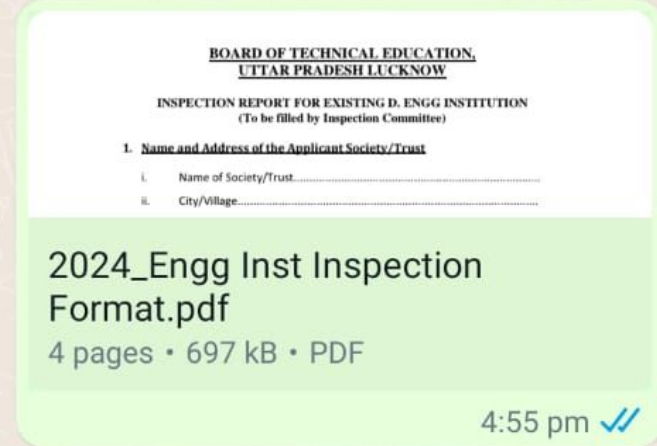 BOARD OF TECHNICAL EDUCATION,
UTTAR PRADESH LUCKNOW
INSPECTION REPORT FOR EXISTING D. ENGG INSTITUTION
(To be filled by Inspection Committee)
1. Name and Address of the Applicant Society/Trust
i. Name of Society/Trust........................................................................
ii. City/Village........................................................................................
2024_Engg Inst Inspection
Format.pdf
4 pages • 697 kB • PDF
4:55 pm